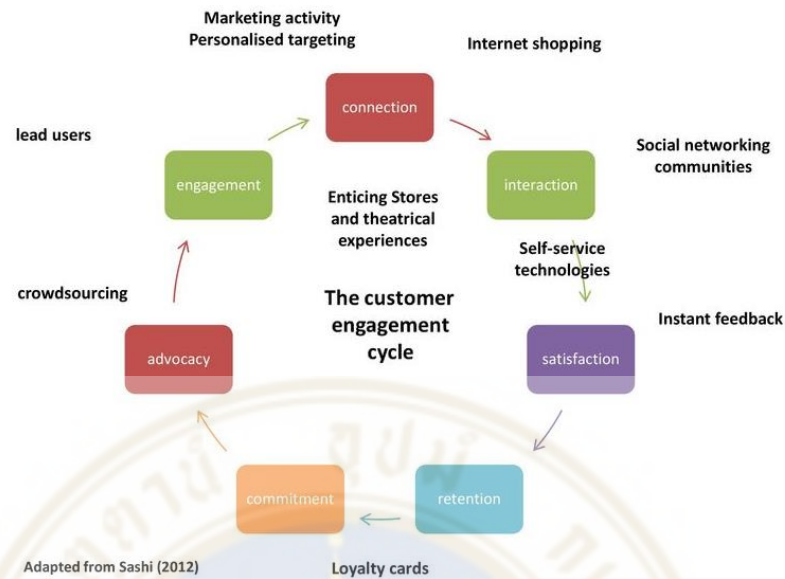 Marketing activity
Personalised targeting
Internet shopping
connection
lead users
Social networking
communities
engagement
interaction
Enticing Stores
and theatrical
experiences
Self-service
technologies
crowdsourcing
The customer
engagement
cycle
Instant feedback
advocacy
satisfaction
commitment
retention
Adapted from Sashi (2012)
Loyalty cards